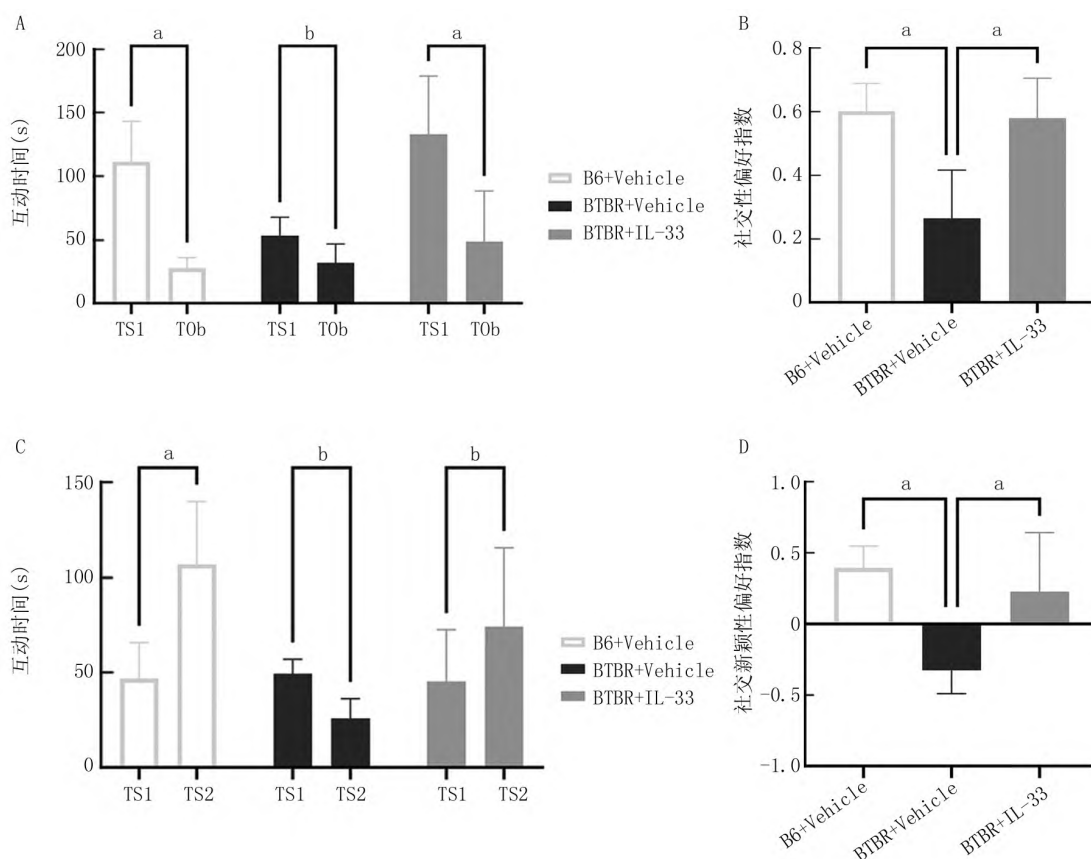 A
互动时间(s)
200
150
100
50
0
a
b
a
TS1
TOb
TS1
TOb
TS1
TOb
B6+Vehicle
BTBR+Vehicle
BTBR+IL-33
B
社交性偏好指数
0.8
0.6
0.4
0.2
0
a
a
B6+Vehicle
BTBR+Vehicle
BTBR+IL-33
C
互动时间(s)
150
100
50
0
a
b
b
TS1
TS2
TS1
TS2
TS1
TS2
B6+Vehicle
BTBR+Vehicle
BTBR+IL-33
D
社交新颖性偏好指数
1.0
0.5
0
-0.5
-1.0
a
a
B6+Vehicle
BTBR+Vehicle
BTBR+IL-33